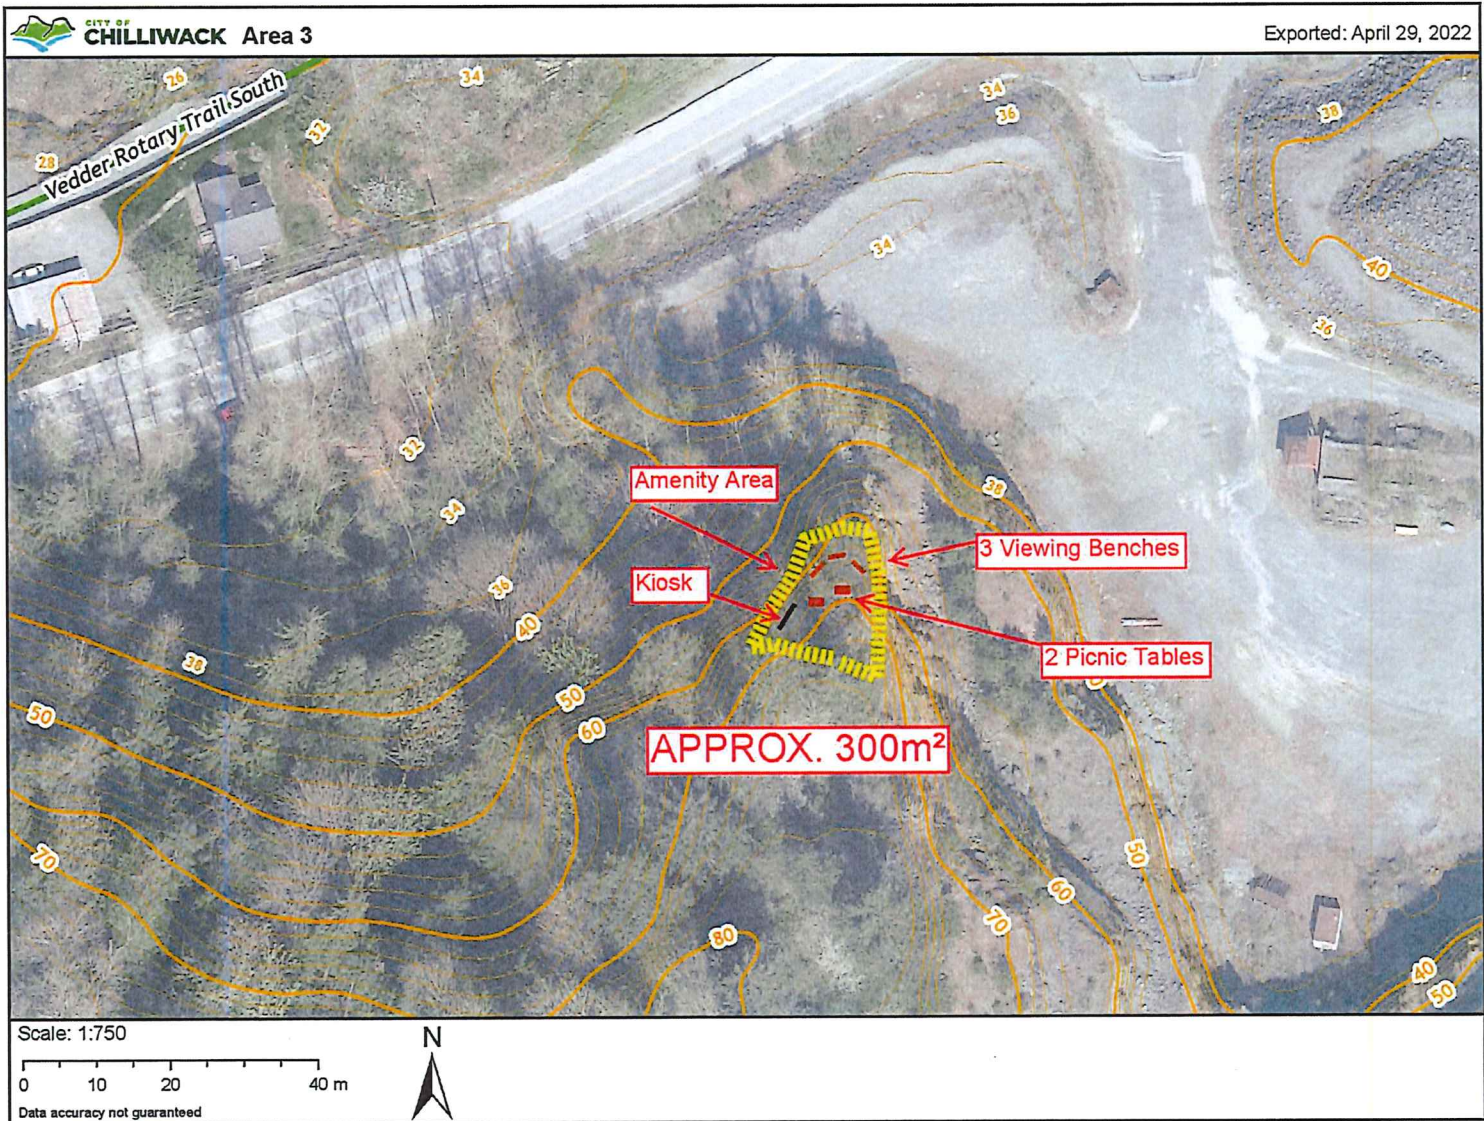 CITY OF
CHILLIWACK Area 3
Exported: April 29, 2022
26
34
Vedder Rotary Trail South
32
28
34
36
38
34
40
36
32
Amenity Area
38
34
3 Viewing Benches
Kiosk
36
40
2 Picnic Tables
38
50
50
60
APPROX. 300m²
70
50
60
70
80
40
50
Scale: 1:750
N
0 10 20 40 m
Data accuracy not guaranteed